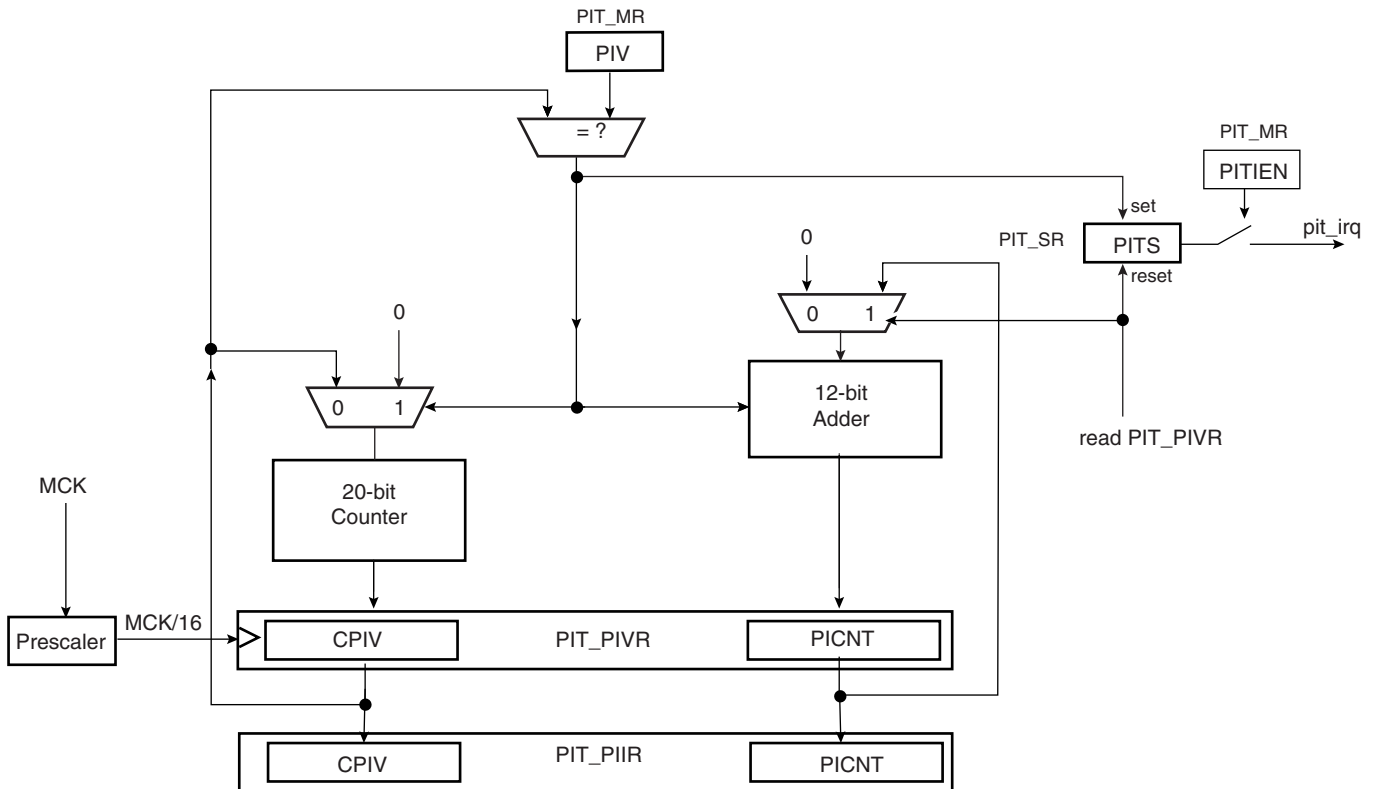 PIT_MR
PIV
= ?
PIT_MR
PITIEN
set
PIT_SR
PITS
pit_irq
reset
0
0 1
0
0 1
12-bit
Adder
read PIT_PIVR
MCK
20-bit
Counter
MCK/16
Prescaler
CPIV
PIT_PIVR
PICNT
CPIV
PIT_PIIR
PICNT